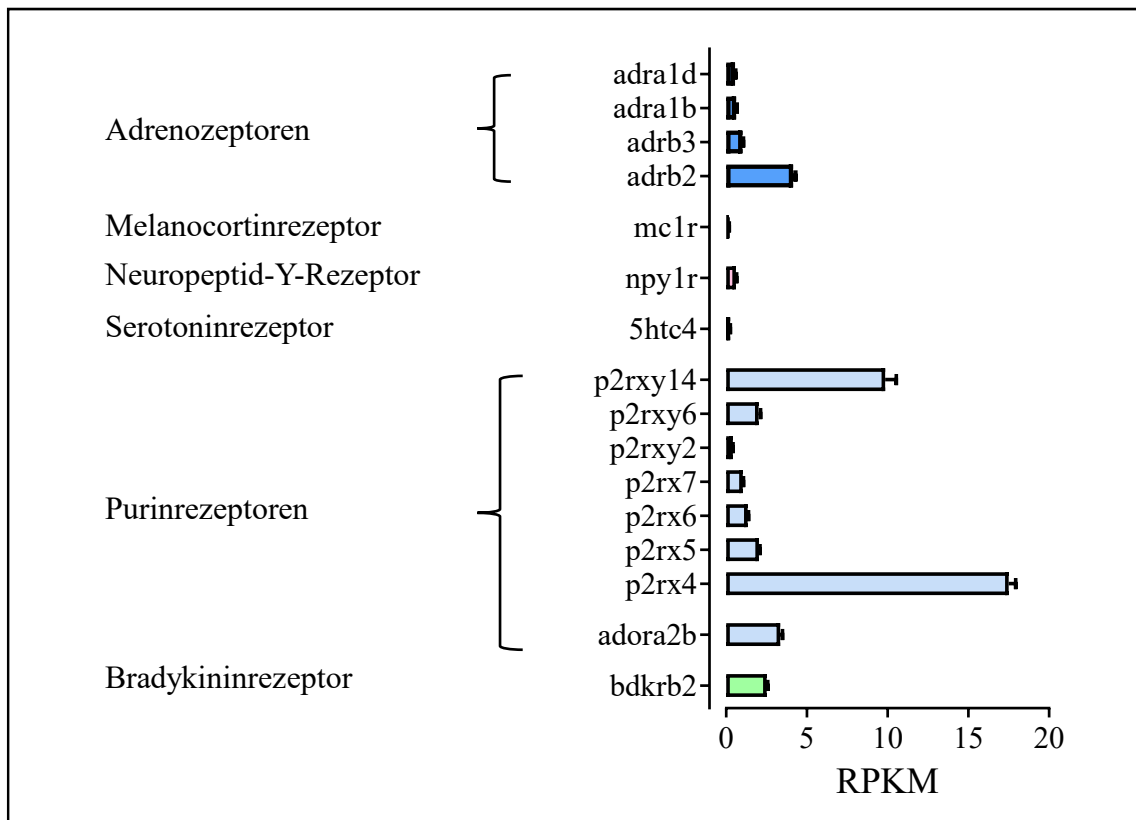 adra1d
Adrenozeptoren
adra1b
adrb3
adrb2
Melanocortinrezeptor
mc1r
Neuropeptid-Y-Rezeptor
npy1r
Serotoninrezeptor
5htc4
p2rxy14
p2rxy6
p2rxy2
p2rx7
Purinrezeptoren
p2rx6
p2rx5
p2rx4
adora2b
Bradykininrezeptor
bdkrb2
0 5 10 15 20
RPKM